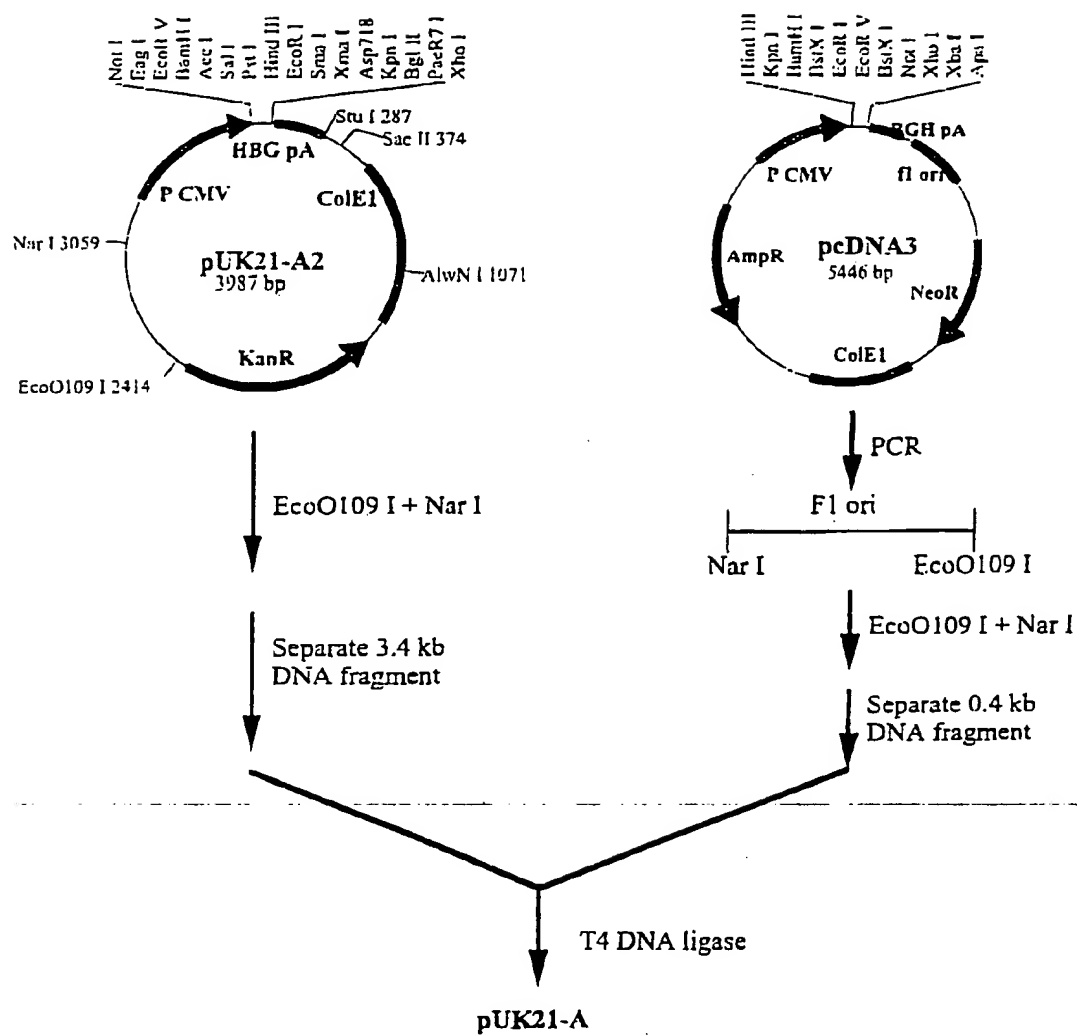 Not I
Eag I
EcoR V
BamH I
Acc I
Sal I
Pst I
Hind III
EcoR I
Sma I
Xma I
Asp718
Kpn I
Bgl II
PaeR7 I
Xho I
Hind III
Kpn I
BamH I
BstX I
EcoR I
EcoR V
BstX I
Not I
Xho I
Xba I
Apa I
Stu I 287
Sac II 374
HBG pA
P CMV
ColE1
Nar I 3059
pUK21-A2
3987 bp
AlwN I 1071
KanR
EcoO109 I 2414
BGH pA
f1 ori
P CMV
AmpR
pcDNA3
5446 bp
NeoR
ColE1
EcoO109 I + Nar I
Separate 3.4 kb
DNA fragment
PCR
F1 ori
Nar I
EcoO109 I
EcoO109 I + Nar I
Separate 0.4 kb
DNA fragment
T4 DNA ligase
pUK21-A